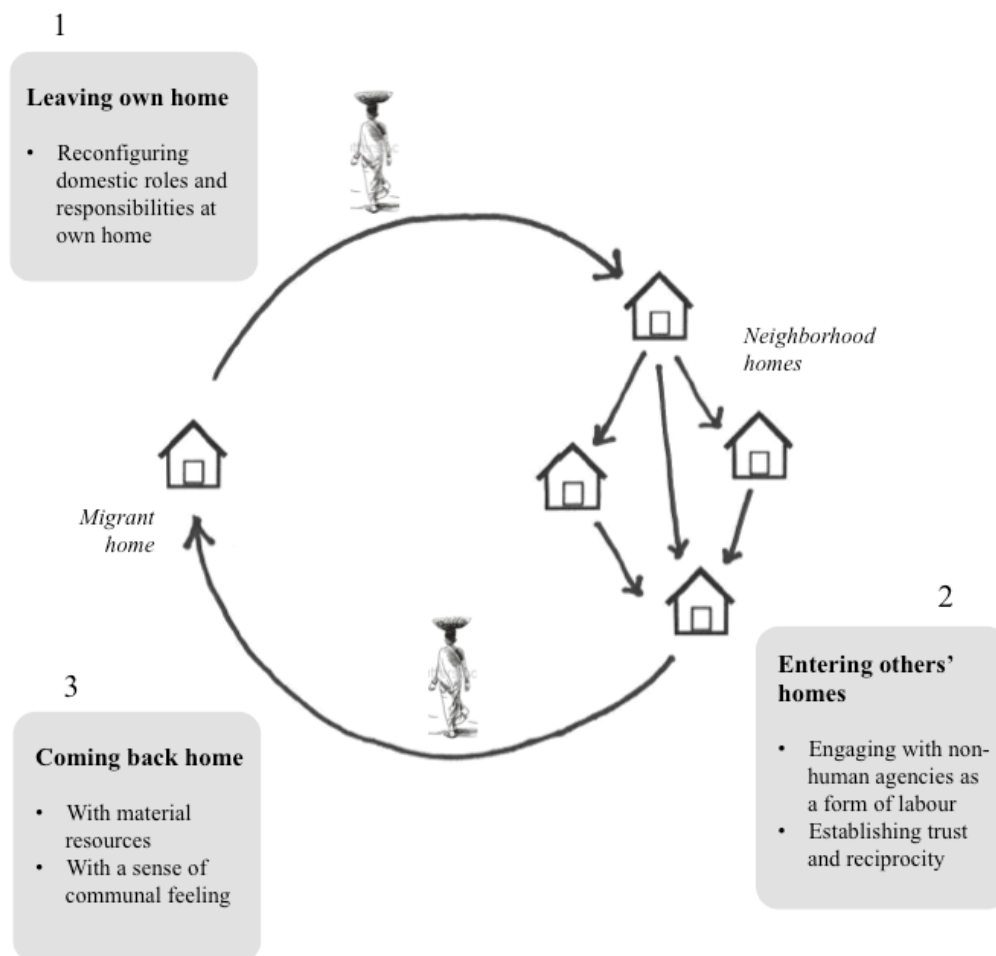 1
Leaving own home
• Reconfiguring
domestic roles and
responsibilities at
own home
Neighborhood
homes
Migrant
home
2
Entering others’
homes
• Engaging with non-
human agencies as
a form of labour
• Establishing trust
and reciprocity
3
Coming back home
• With material
resources
• With a sense of
communal feeling